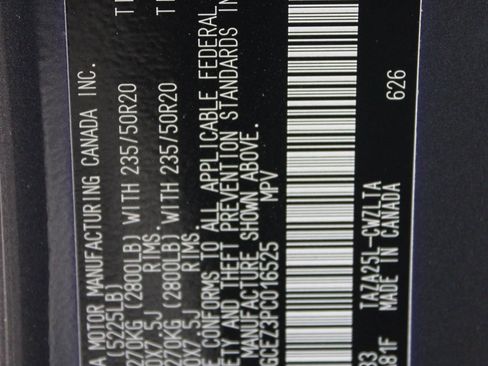 A MOTOR MANUFACTURING CANADA INC.
(5225LB)
270KG (2800LB) WITH 235/50R20
0X7.5J RIMS.
270KG (2800LB) WITH 235/50R20
0X7.5J RIMS.
E CONFORMS TO ALL APPLICABLE FEDERAL
ETY AND THEFT PREVENTION STANDARDS IN
MANUFACTURE SHOWN ABOVE.
GCEZ3PC016525 MPV
TAZA25L-CWZLTA
81F MADE IN CANADA
626